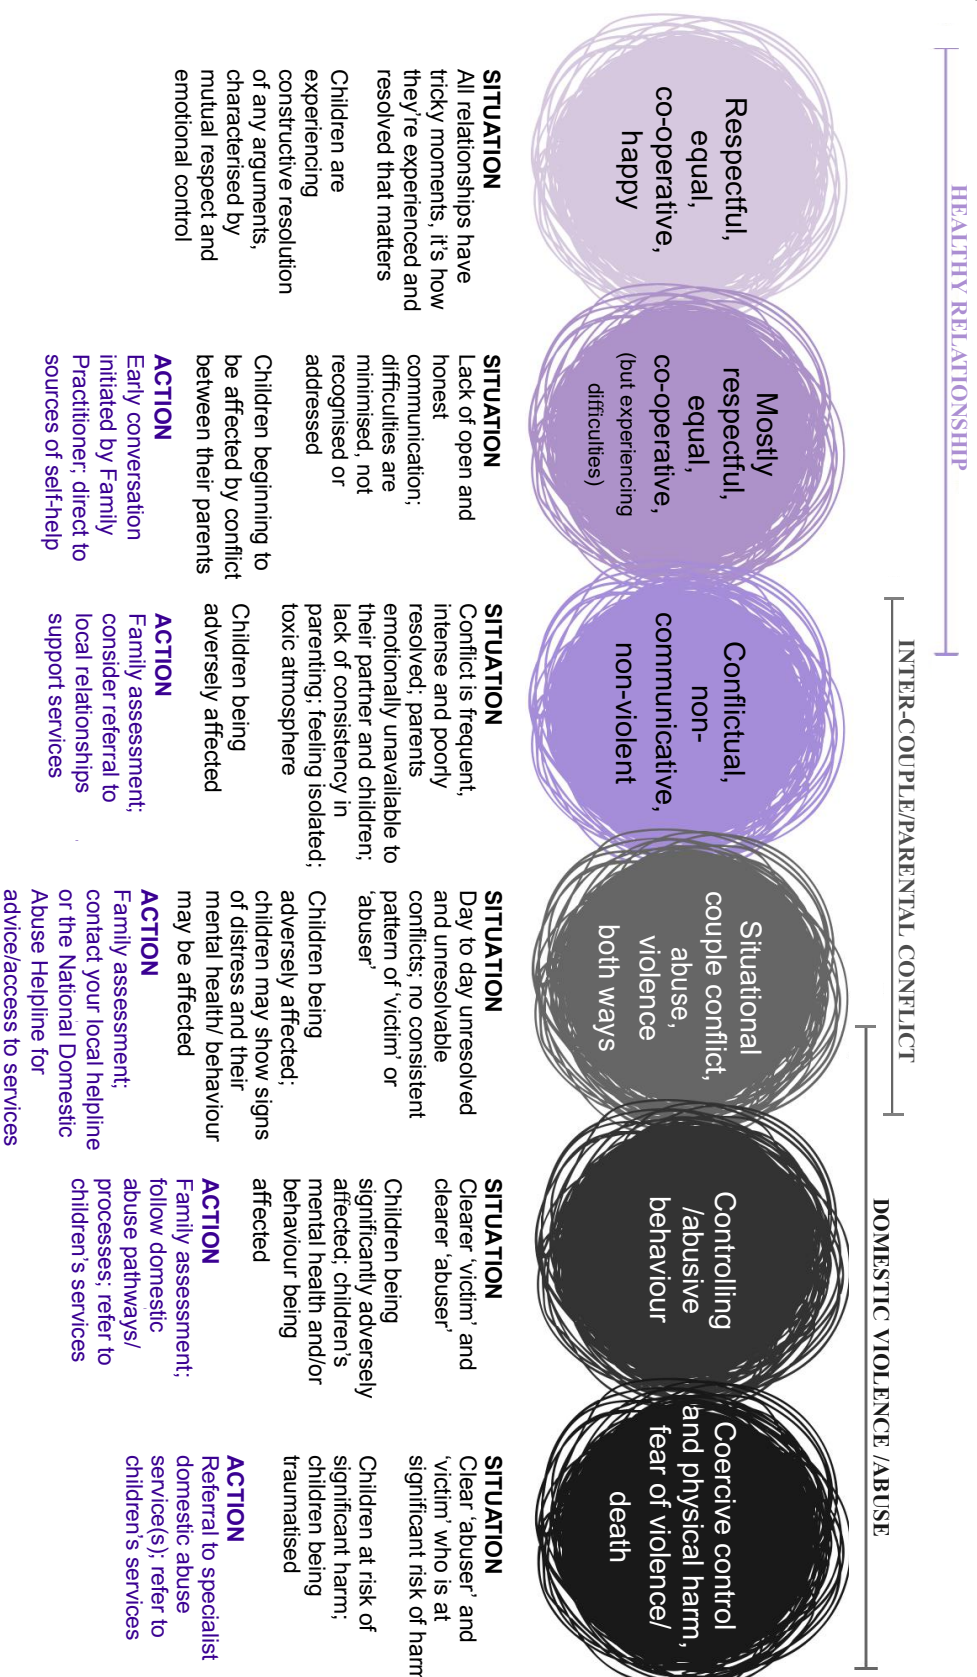 HEALTHY RELATIONSHIP
INTER-COUPLE/PARENTAL CONFLICT
DOMESTIC VIOLENCE /ABUSE
Respectful,
equal,
co-operative,
happy
Mostly
respectful,
equal,
co-operative,
(but experiencing
difficulties)
Conflictual,
non-
communicative,
non-violent
Situational
couple conflict,
abuse,
violence
both ways
Controlling
/abusive
behaviour
Coercive control
and physical harm,
fear of violence/
death
SITUATION
All relationships have
tricky moments, it's how
they're experienced and
resolved that matters
Children are
experiencing
constructive resolution
of any arguments,
characterised by
mutual respect and
emotional control
SITUATION
Lack of open and
honest
communication;
difficulties are
minimised, not
recognised or
addressed
Children beginning to
be affected by conflict
between their parents
ACTION
Early conversation
initiated by Family
Practitioner; direct to
sources of self-help
SITUATION
Conflict is frequent,
intense and poorly
resolved; parents
emotionally unavailable to
their partner and children;
lack of consistency in
parenting; feeling isolated;
toxic atmosphere
Children being
adversely affected
ACTION
Family assessment;
consider referral to
local relationships
support services
SITUATION
Day to day unresolved
and unresolvable
conflicts; no consistent
pattern of 'victim' or
'abuser'
Children being
adversely affected;
children may show signs
of distress and their
mental health/ behaviour
may be affected
ACTION
Family assessment;
contact your local helpline
or the National Domestic
Abuse Helpline for
advice/access to services
SITUATION
Clearer 'victim' and
clearer 'abuser'
Children being
significantly adversely
affected; children's
mental health and/or
behaviour being
affected
ACTION
Family assessment;
follow domestic
abuse pathways/
processes; refer to
children's services
SITUATION
Clear 'abuser' and
'victim' who is at
significant risk of harm
Children at risk of
significant harm;
children being
traumatised
ACTION
Referral to specialist
domestic abuse
service(s); refer to
children's services